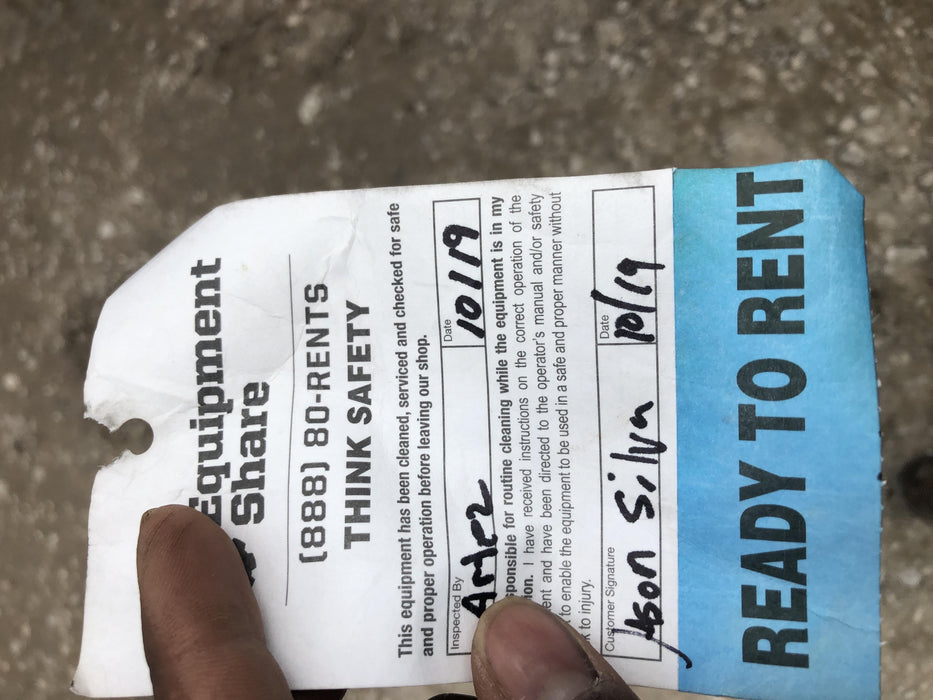 Equipment
Share
(888) 80-RENTS
THINK SAFETY
This equipment has been cleaned, serviced and checked for safe
and proper operation before leaving our shop.
Inspected By
Date
10/19
sponsible for routine cleaning while the equipment is in my
ion. I have received instructions on the correct operation of the
ent and have been directed to the operator's manual and/or safety
to enable the equipment to be used in a safe and proper manner without
to injury.
Customer Signature
Jason Silva
Date
10/19
READY TO RENT